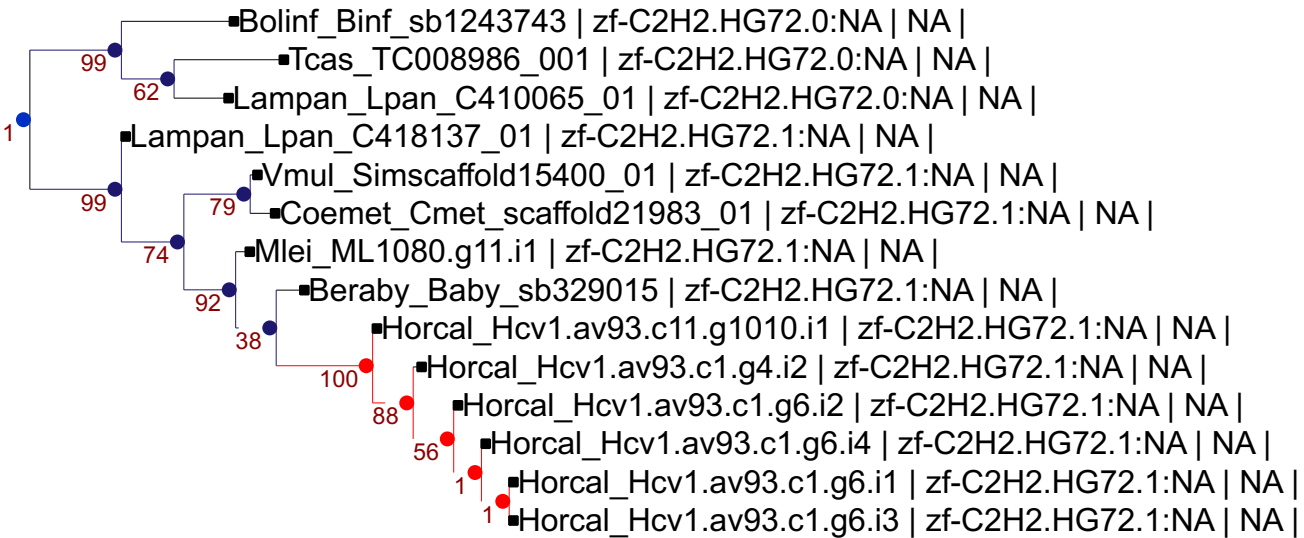 Bolinf_Binf_sb1243743 | zf-C2H2.HG72.0:NA | NA |
99
Tcas_TC008986_001 | zf-C2H2.HG72.0:NA | NA |
62
Lampan_Lpan_C410065_01 | zf-C2H2.HG72.0:NA | NA |
1
Lampan_Lpan_C418137_01 | zf-C2H2.HG72.1:NA | NA |
Vmul_Simscaffold15400_01 | zf-C2H2.HG72.1:NA | NA |
99
79
Coemet_Cmet_scaffold21983_01 | zf-C2H2.HG72.1:NA | NA |
74
Mlei_ML1080.g11.i1 | zf-C2H2.HG72.1:NA | NA |
Beraby_Baby_sb329015 | zf-C2H2.HG72.1:NA | NA |
92
Horcal_Hcv1.av93.c11.g1010.i1 | zf-C2H2.HG72.1:NA | NA |
38
Horcal_Hcv1.av93.c1.g4.i2 | zf-C2H2.HG72.1:NA | NA |
100
Horcal_Hcv1.av93.c1.g6.i2 | zf-C2H2.HG72.1:NA | NA |
88
Horcal_Hcv1.av93.c1.g6.i4 | zf-C2H2.HG72.1:NA | NA |
56
Horcal_Hcv1.av93.c1.g6.i1 | zf-C2H2.HG72.1:NA | NA |
1
Horcal_Hcv1.av93.c1.g6.i3 | zf-C2H2.HG72.1:NA | NA |
1